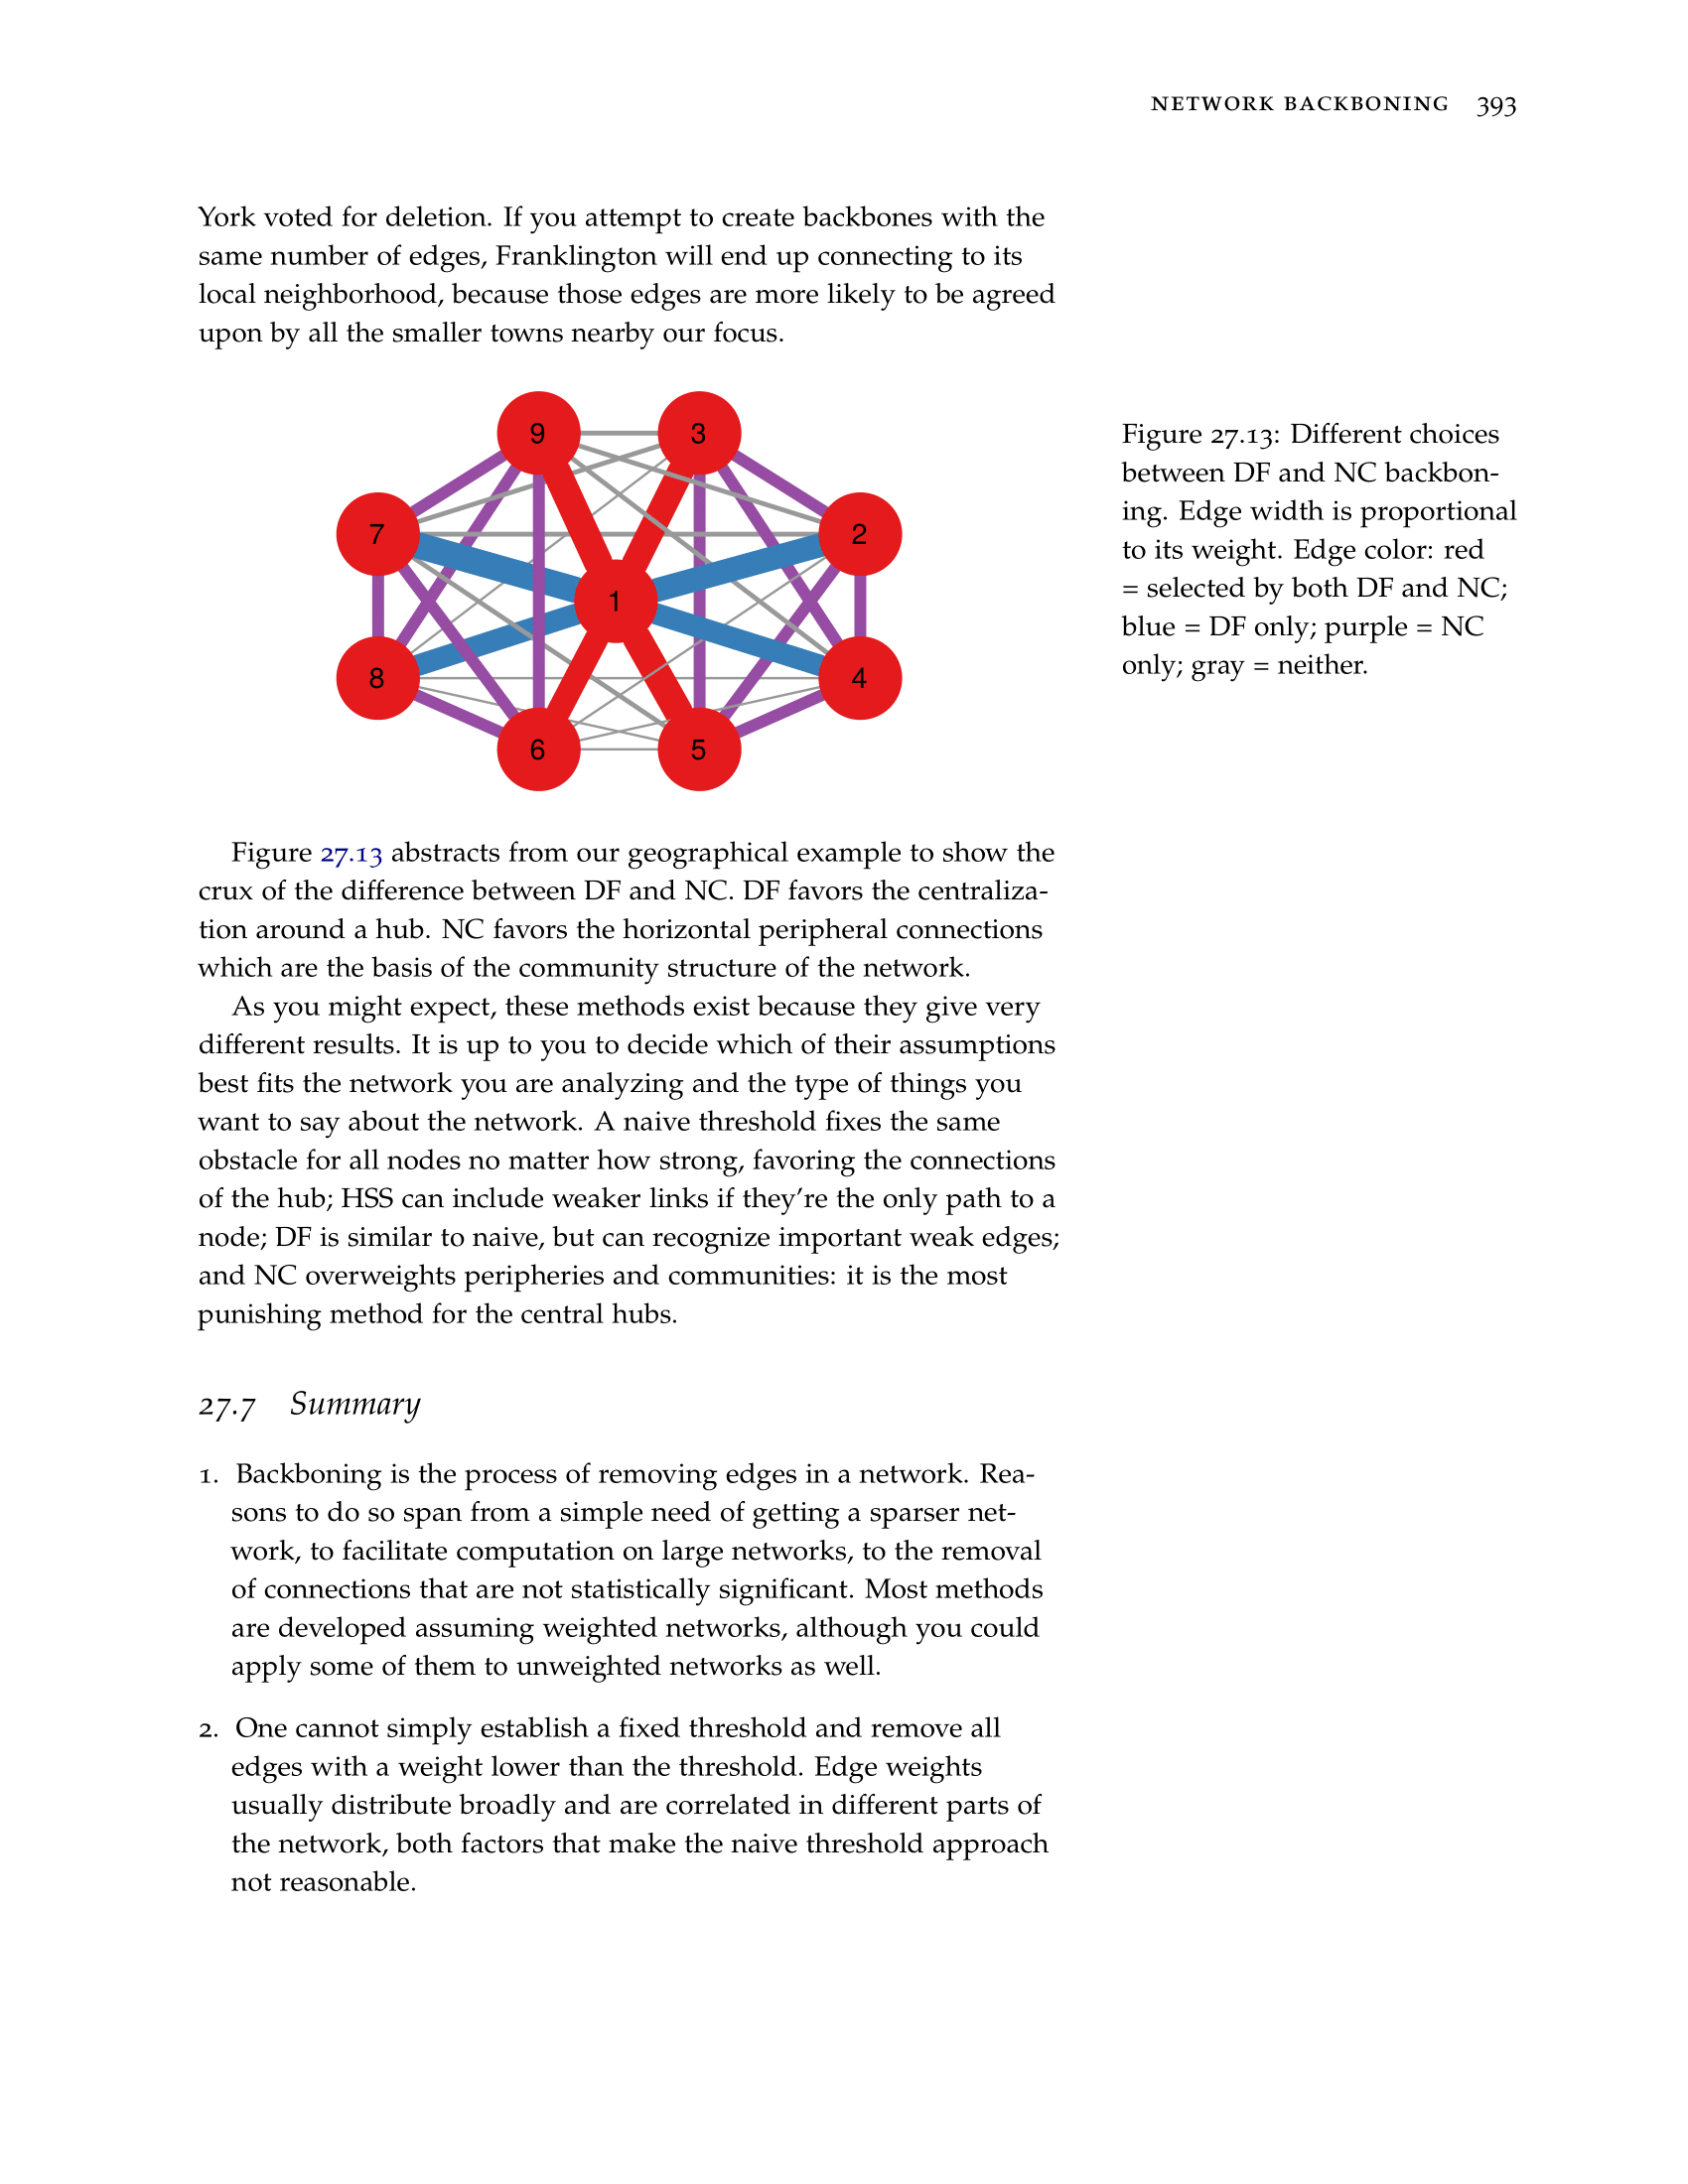 NETWORK BACKBONING 393
York voted for deletion. If you attempt to create backbones with the
same number of edges, Franklington will end up connecting to its
local neighborhood, because those edges are more likely to be agreed
upon by all the smaller towns nearby our focus.
9 3
7 2
1
8 4
6 5
Figure 27.13: Different choices
between DF and NC backbon-
ing. Edge width is proportional
to its weight. Edge color: red
= selected by both DF and NC;
blue = DF only; purple = NC
only; gray = neither.
Figure 27.13 abstracts from our geographical example to show the
crux of the difference between DF and NC. DF favors the centraliza-
tion around a hub. NC favors the horizontal peripheral connections
which are the basis of the community structure of the network.
As you might expect, these methods exist because they give very
different results. It is up to you to decide which of their assumptions
best fits the network you are analyzing and the type of things you
want to say about the network. A naive threshold fixes the same
obstacle for all nodes no matter how strong, favoring the connections
of the hub; HSS can include weaker links if they're the only path to a
node; DF is similar to naive, but can recognize important weak edges;
and NC overweights peripheries and communities: it is the most
punishing method for the central hubs.
27.7 Summary
1. Backboning is the process of removing edges in a network. Rea-
sons to do so span from a simple need of getting a sparser net-
work, to facilitate computation on large networks, to the removal
of connections that are not statistically significant. Most methods
are developed assuming weighted networks, although you could
apply some of them to unweighted networks as well.
2. One cannot simply establish a fixed threshold and remove all
edges with a weight lower than the threshold. Edge weights
usually distribute broadly and are correlated in different parts of
the network, both factors that make the naive threshold approach
not reasonable.